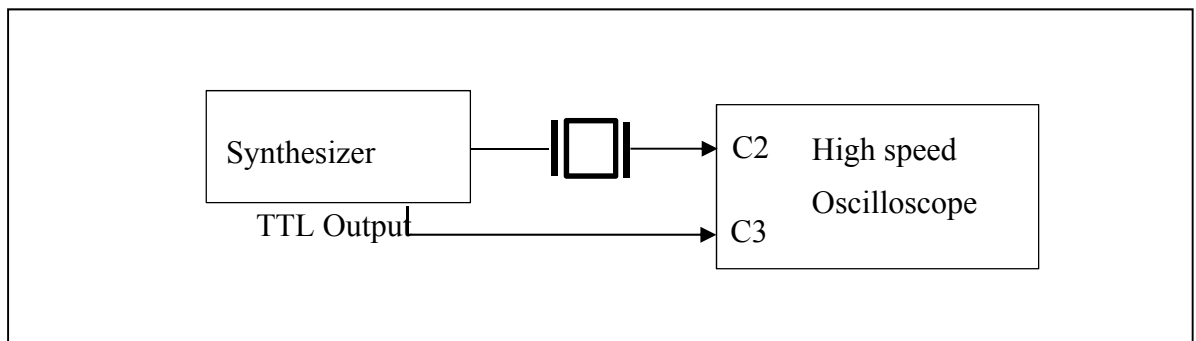 Synthesizer
TTL Output
C2
High speed
Oscilloscope
C3